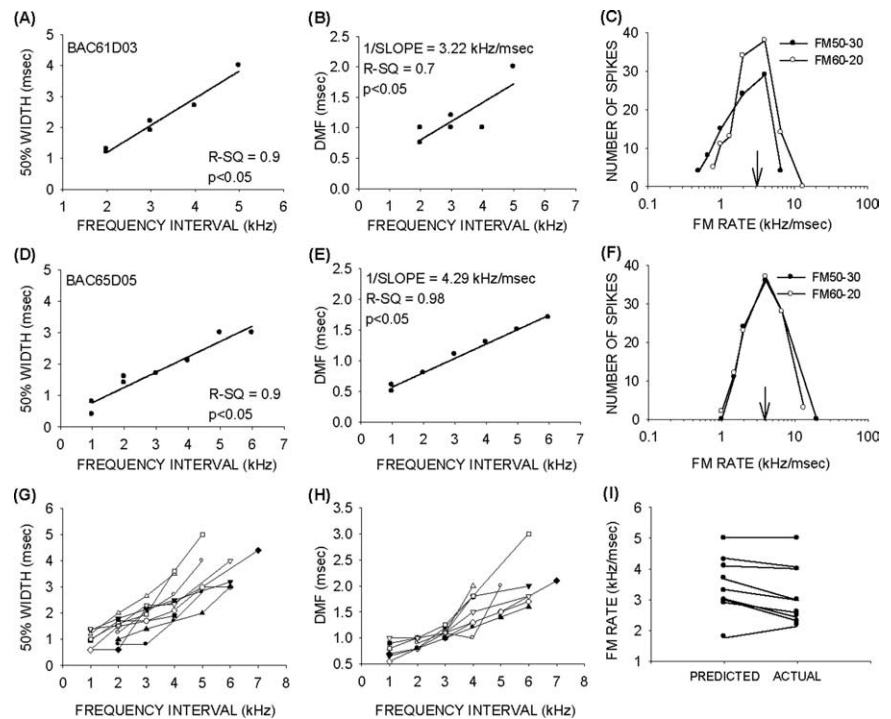 (A)
BAC61D03
50% WIDTH (msec)
5
4
3
2
1
0
R-SQ = 0.9
p<0.05
1 2 3 4 5 6
FREQUENCY INTERVAL (kHz)
(B)
1/SLOPE = 3.22 kHz/msec
R-SQ = 0.7
p<0.05
DMF (msec)
2.5
2.0
1.5
1.0
0.5
0.0
0 1 2 3 4 5 6 7
FREQUENCY INTERVAL (kHz)
(C)
FM50-30
FM60-20
NUMBER OF SPIKES
40
30
20
10
0
0.1 1 10 100
FM RATE (kHz/msec)
(D)
BAC65D05
50% WIDTH (msec)
5
4
3
2
1
0
R-SQ = 0.9
p<0.05
0 1 2 3 4 5 6 7
FREQUENCY INTERVAL (kHz)
(E)
1/SLOPE = 4.29 kHz/msec
R-SQ = 0.98
p<0.05
DMF (msec)
2.5
2.0
1.5
1.0
0.5
0.0
0 1 2 3 4 5 6 7
FREQUENCY INTERVAL (kHz)
(F)
FM50-30
FM60-20
NUMBER OF SPIKES
40
30
20
10
0
0.1 1 10 100
FM RATE (kHz/msec)
(G)
50% WIDTH (msec)
6
5
4
3
2
1
0
0 1 2 3 4 5 6 7 8
FREQUENCY INTERVAL (kHz)
(H)
DMF (msec)
3.5
3.0
2.5
2.0
1.5
1.0
0.5
0 1 2 3 4 5 6 7 8
FREQUENCY INTERVAL (kHz)
(I)
FM RATE (kHz/msec)
6
5
4
3
2
1
PREDICTED ACTUAL